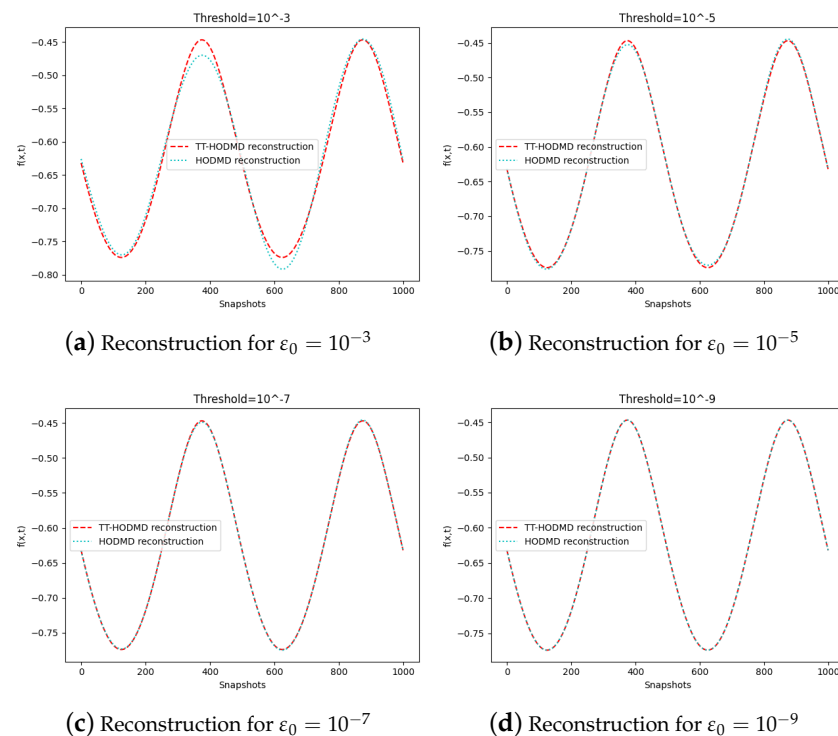 Threshold=10^-3
-0.45
-0.50
-0.55
-0.60
-0.65
-0.70
-0.75
-0.80
f(x,t)
TT-HODMD reconstruction
HODMD reconstruction
0 200 400 600 800 1000
Snapshots
(a) Reconstruction for ε₀ = 10⁻³
Threshold=10^-5
-0.45
-0.50
-0.55
-0.60
-0.65
-0.70
-0.75
f(x,t)
TT-HODMD reconstruction
HODMD reconstruction
0 200 400 600 800 1000
Snapshots
(b) Reconstruction for ε₀ = 10⁻⁵
Threshold=10^-7
-0.45
-0.50
-0.55
-0.60
-0.65
-0.70
-0.75
f(x,t)
TT-HODMD reconstruction
HODMD reconstruction
0 200 400 600 800 1000
Snapshots
(c) Reconstruction for ε₀ = 10⁻⁷
Threshold=10^-9
-0.45
-0.50
-0.55
-0.60
-0.65
-0.70
-0.75
f(x,t)
TT-HODMD reconstruction
HODMD reconstruction
0 200 400 600 800 1000
Snapshots
(d) Reconstruction for ε₀ = 10⁻⁹